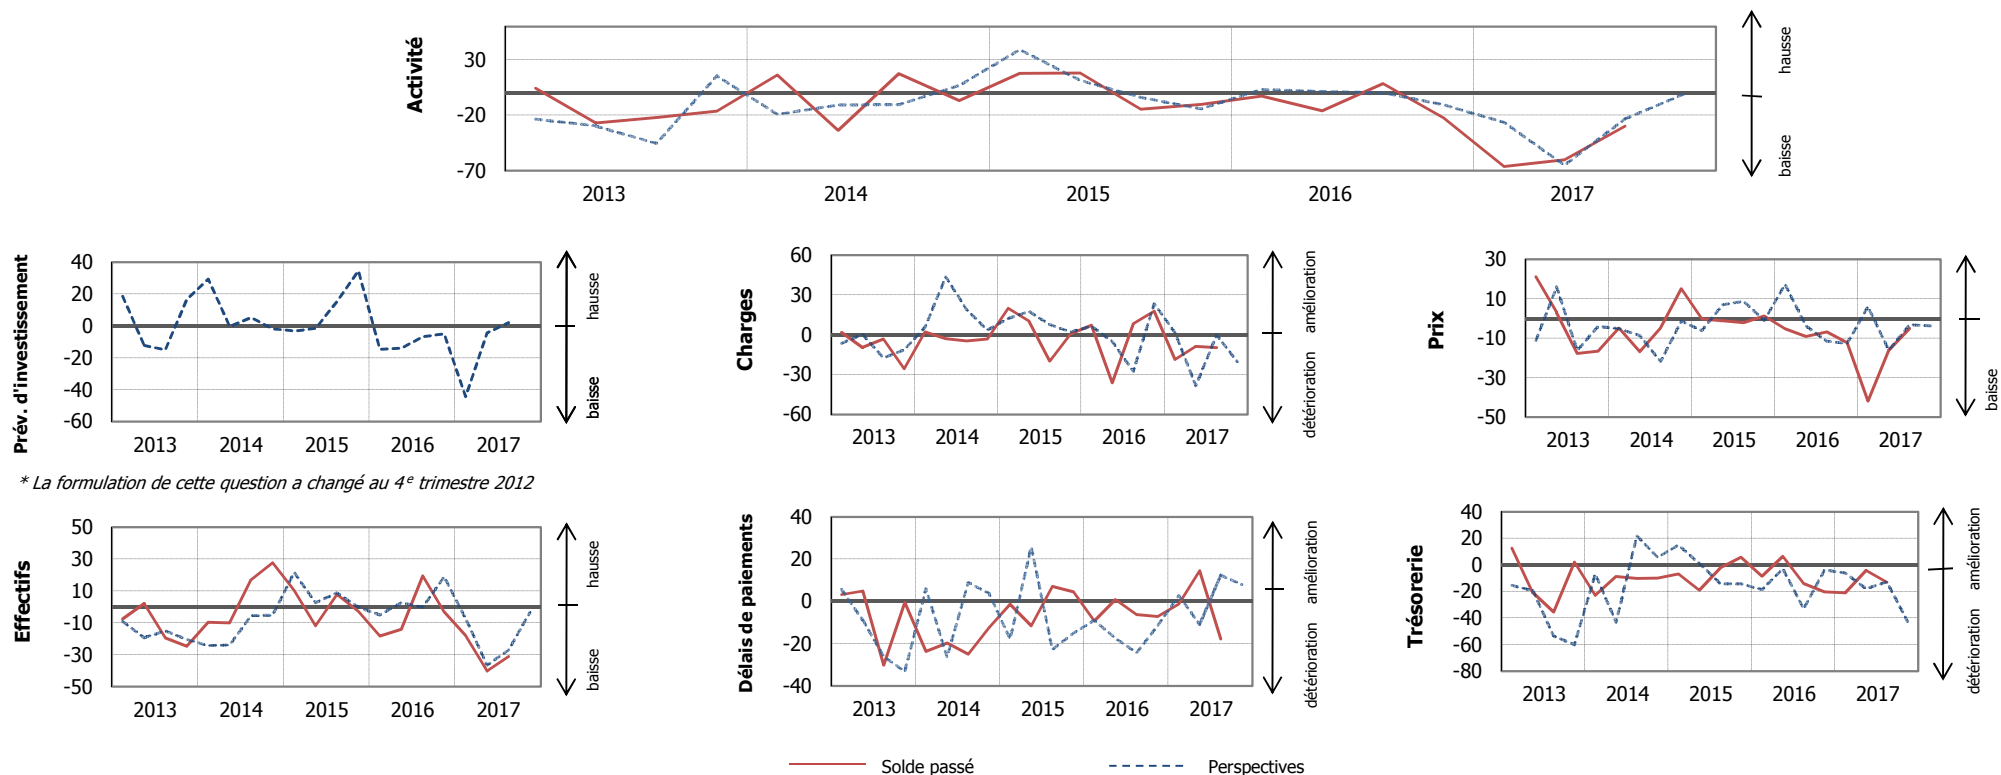 Activité
30
-20
-70
2013 2014 2015 2016 2017
hausse
baisse
Prév. d'investissement
40
20
0
-20
-40
-60
2013 2014 2015 2016 2017
hausse
baisse
Charges
60
30
0
-30
-60
2013 2014 2015 2016 2017
amélioration
détérioration
Prix
30
10
-10
-30
-50
2013 2014 2015 2016 2017
baisse
* La formulation de cette question a changé au 4e trimestre 2012
Effectifs
50
30
10
-10
-30
-50
2013 2014 2015 2016 2017
hausse
baisse
Délais de paiements
40
20
0
-20
-40
2013 2014 2015 2016 2017
amélioration
détérioration
Trésorerie
40
20
0
-20
-40
-60
-80
2013 2014 2015 2016 2017
amélioration
détérioration
Solde passé Perspectives